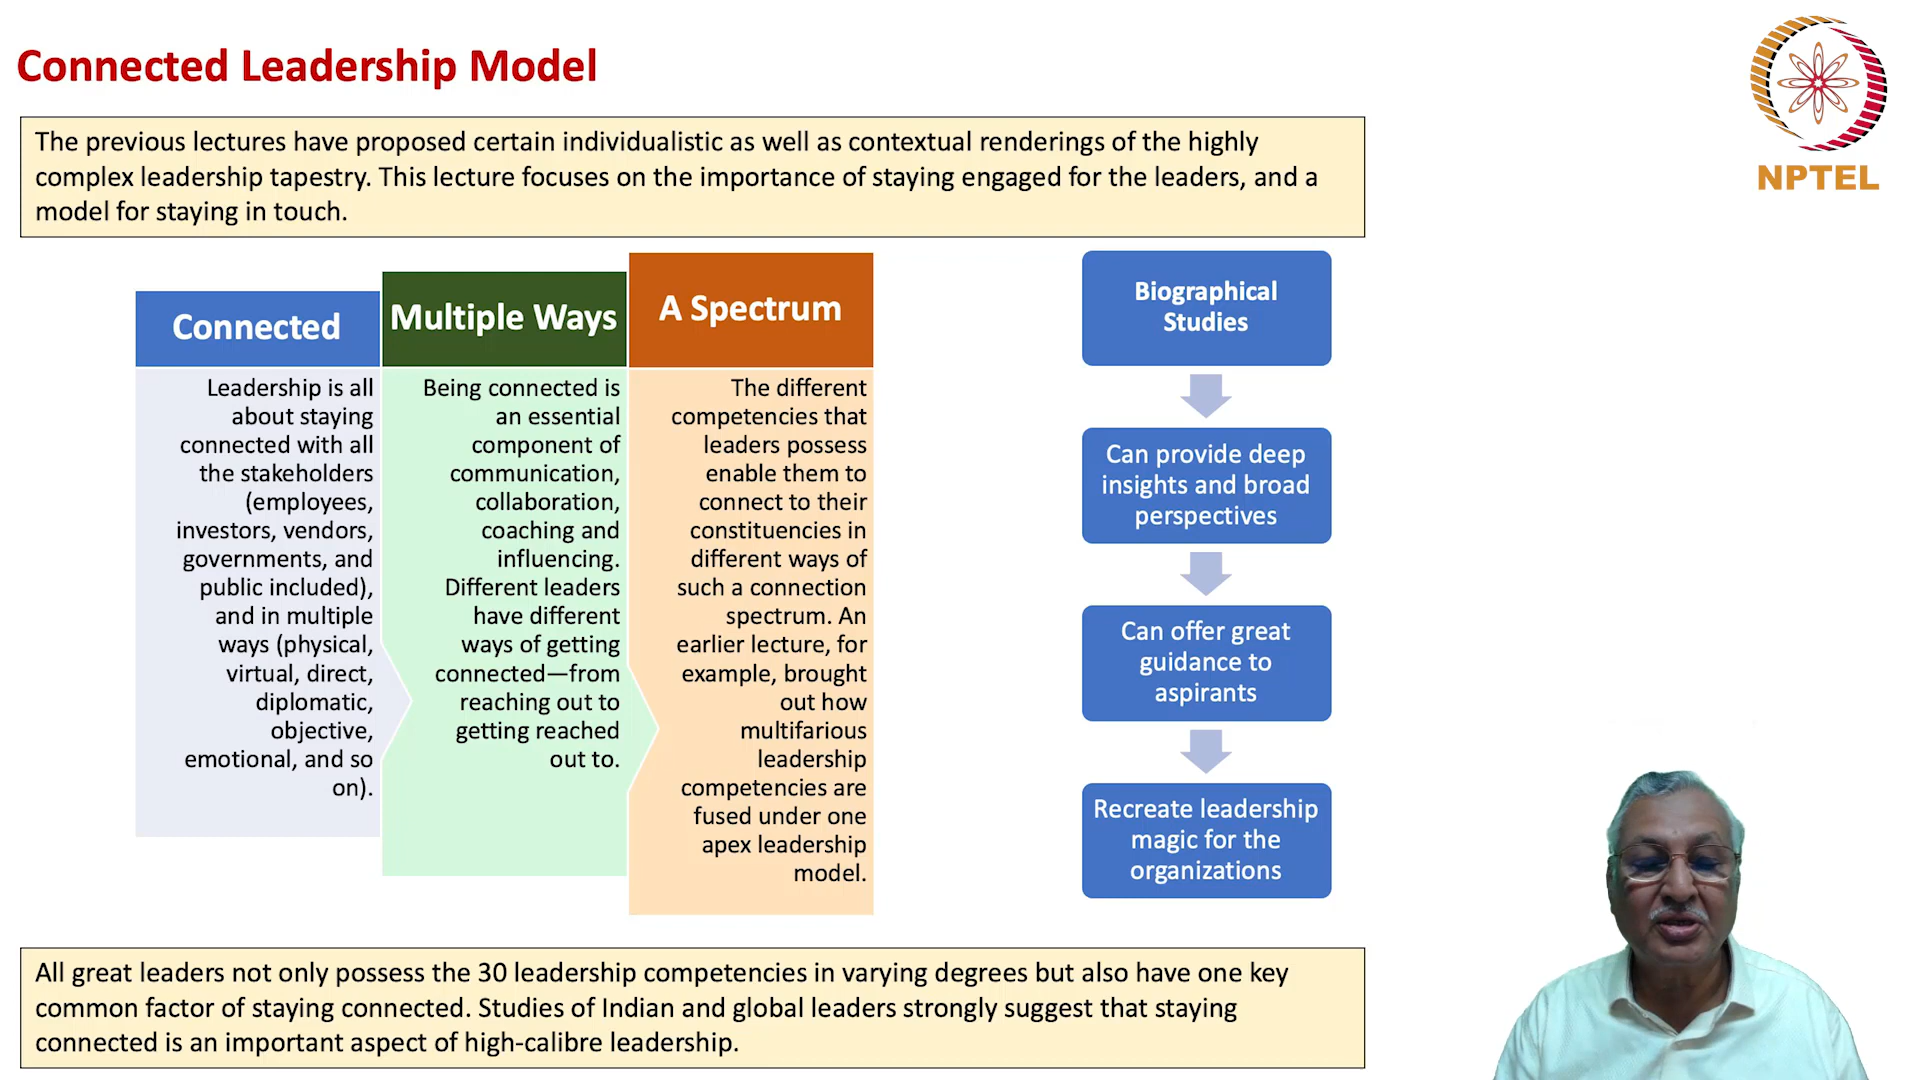 Connected Leadership Model
NPTEL
The previous lectures have proposed certain individualistic as well as contextual renderings of the highly
complex leadership tapestry. This lecture focuses on the importance of staying engaged for the leaders, and a
model for staying in touch.
Connected
Leadership is all
about staying
connected with all
the stakeholders
(employees,
investors, vendors,
governments, and
public included),
and in multiple
ways (physical,
virtual, direct,
diplomatic,
objective,
emotional, and so
on).
Multiple Ways
Being connected is
an essential
component of
communication,
collaboration,
coaching and
influencing.
Different leaders
have different
ways of getting
connected—from
reaching out to
getting reached
out to.
A Spectrum
The different
competencies that
leaders possess
enable them to
connect to their
constituencies in
different ways of
such a connection
spectrum. An
earlier lecture, for
example, brought
out how
multifarious
leadership
competencies are
fused under one
apex leadership
model.
Biographical
Studies
Can provide deep
insights and broad
perspectives
Can offer great
guidance to
aspirants
Recreate leadership
magic for the
organizations
All great leaders not only possess the 30 leadership competencies in varying degrees but also have one key
common factor of staying connected. Studies of Indian and global leaders strongly suggest that staying
connected is an important aspect of high-calibre leadership.